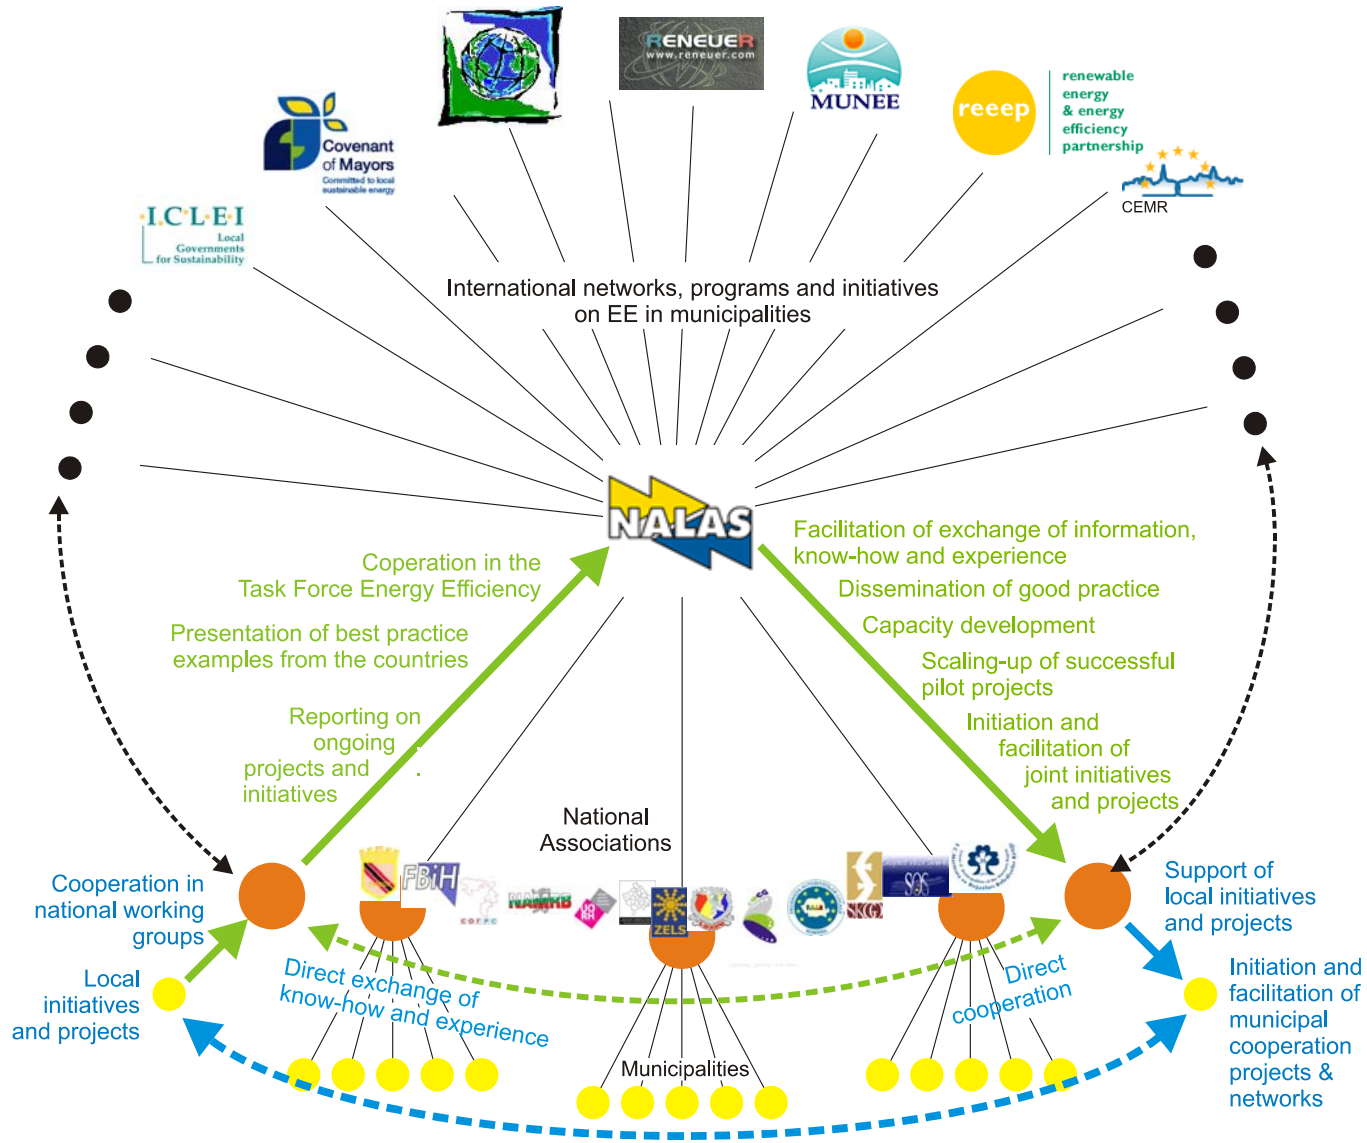 RENEUER
www.reneuer.com
MUNEE
reeep
renewable
energy
& energy
efficiency
partnership
Covenant
of Mayors
Committed to local
sustainable energy
CEMR
I.C.L.E.I
Local
Governments
for Sustainability
International networks, programs and initiatives
on EE in municipalities
NALAS
Coperation in the
Task Force Energy Efficiency
Presentation of best practice
examples from the countries
Reporting on
ongoing
projects and
initiatives
Facilitation of exchange of information,
know-how and experience
Dissemination of good practice
Capacity development
Scaling-up of successful
pilot projects
Initiation and
facilitation of
joint initiatives
and projects
National
Associations
FBiH
NAMRB
ZELS
SKGO
SOS
Cooperation in
national working
groups
Local
initiatives
and projects
Direct exchange of
know-how and experience
Direct
cooperation
Support of
local initiatives
and projects
Initiation and
facilitation of
municipal
cooperation
projects &
networks
Municipalities